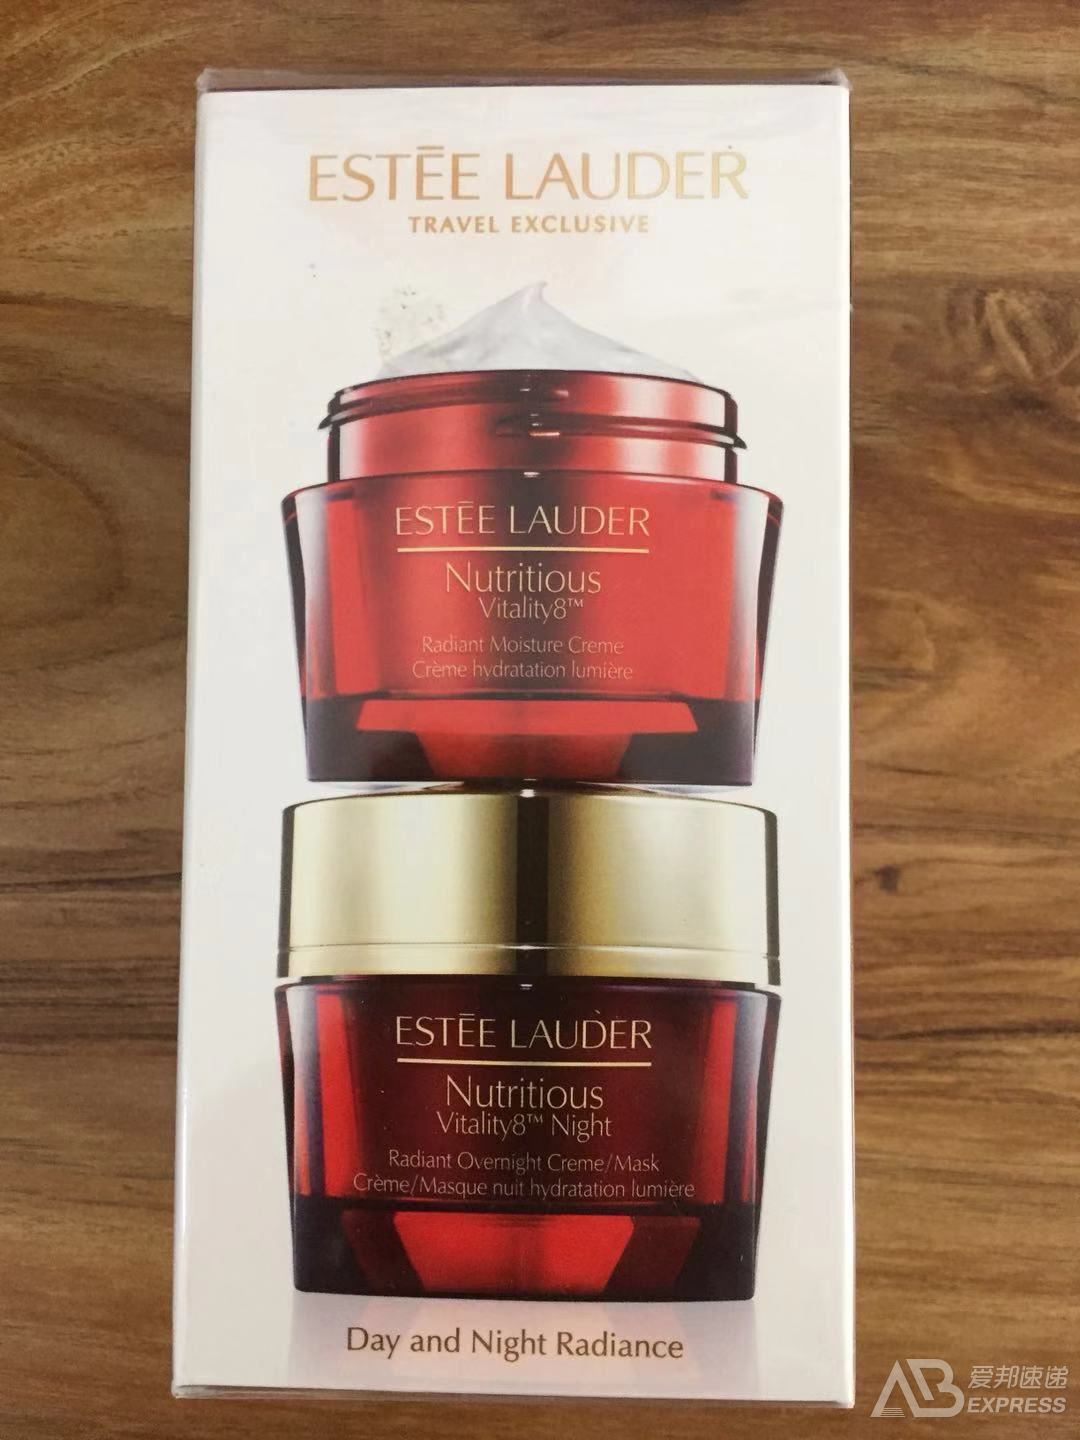 ESTĒE LAUDER
TRAVEL EXCLUSIVE
ESTĒE LAUDER
Nutritious
Vitality8™
Radiant Moisture Creme
Crème hydratation lumière
ESTĒE LAUDER
Nutritious
Vitality8™ Night
Radiant Overnight Creme/Mask
Crème/Masque nuit hydratation lumière
Day and Night Radiance
AB 爱邦速递
EXPRESS